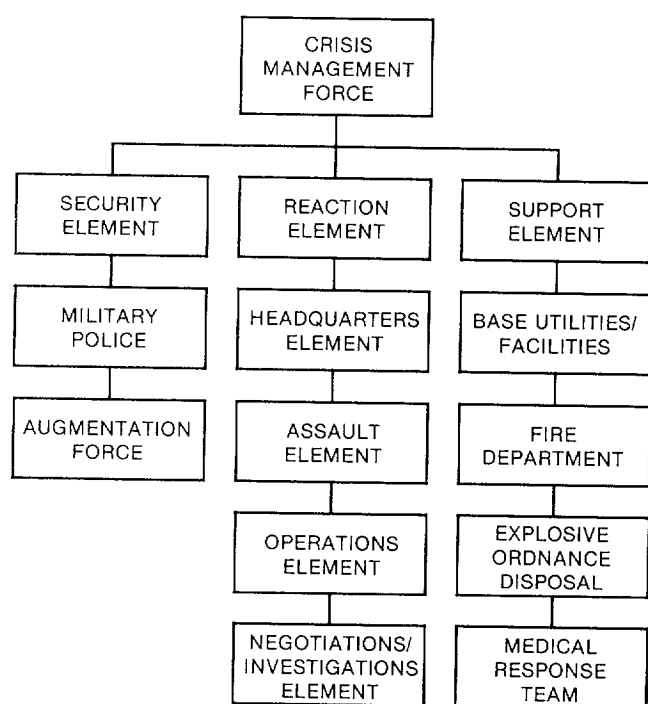 CRISIS
MANAGEMENT
FORCE
SECURITY
ELEMENT
REACTION
ELEMENT
SUPPORT
ELEMENT
MILITARY
POLICE
HEADQUARTERS
ELEMENT
BASE UTILITIES/
FACILITIES
AUGMENTATION
FORCE
ASSAULT
ELEMENT
FIRE
DEPARTMENT
OPERATIONS
ELEMENT
EXPLOSIVE
ORDNANCE
DISPOSAL
NEGOTIATIONS/
INVESTIGATIONS
ELEMENT
MEDICAL
RESPONSE
TEAM